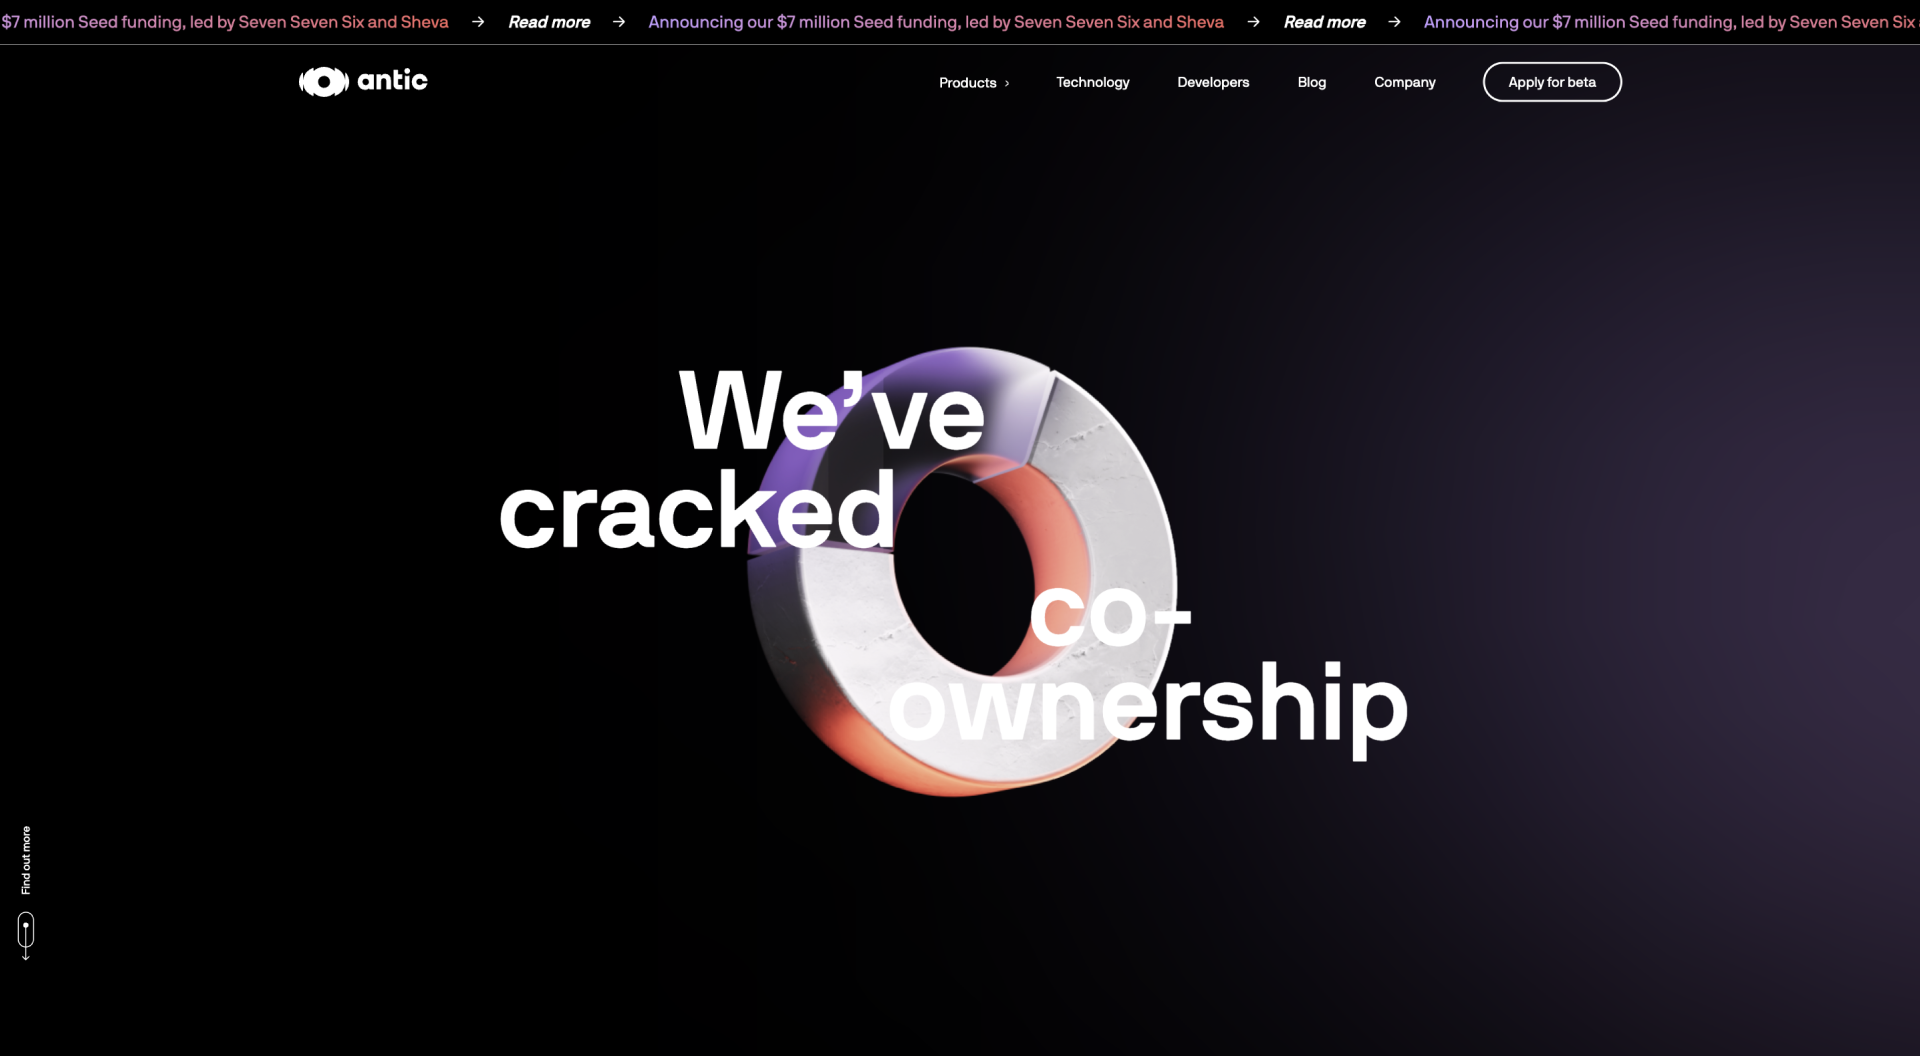 $7 million Seed funding, led by Seven Seven Six and Sheva → Read more → Announcing our $7 million Seed funding, led by Seven Seven Six and Sheva → Read more → Announcing our $7 million Seed funding, led by Seven Seven Six
antic
Products › Technology Developers Blog Company Apply for beta
We’ve
cracked
co-
ownership
Find out more